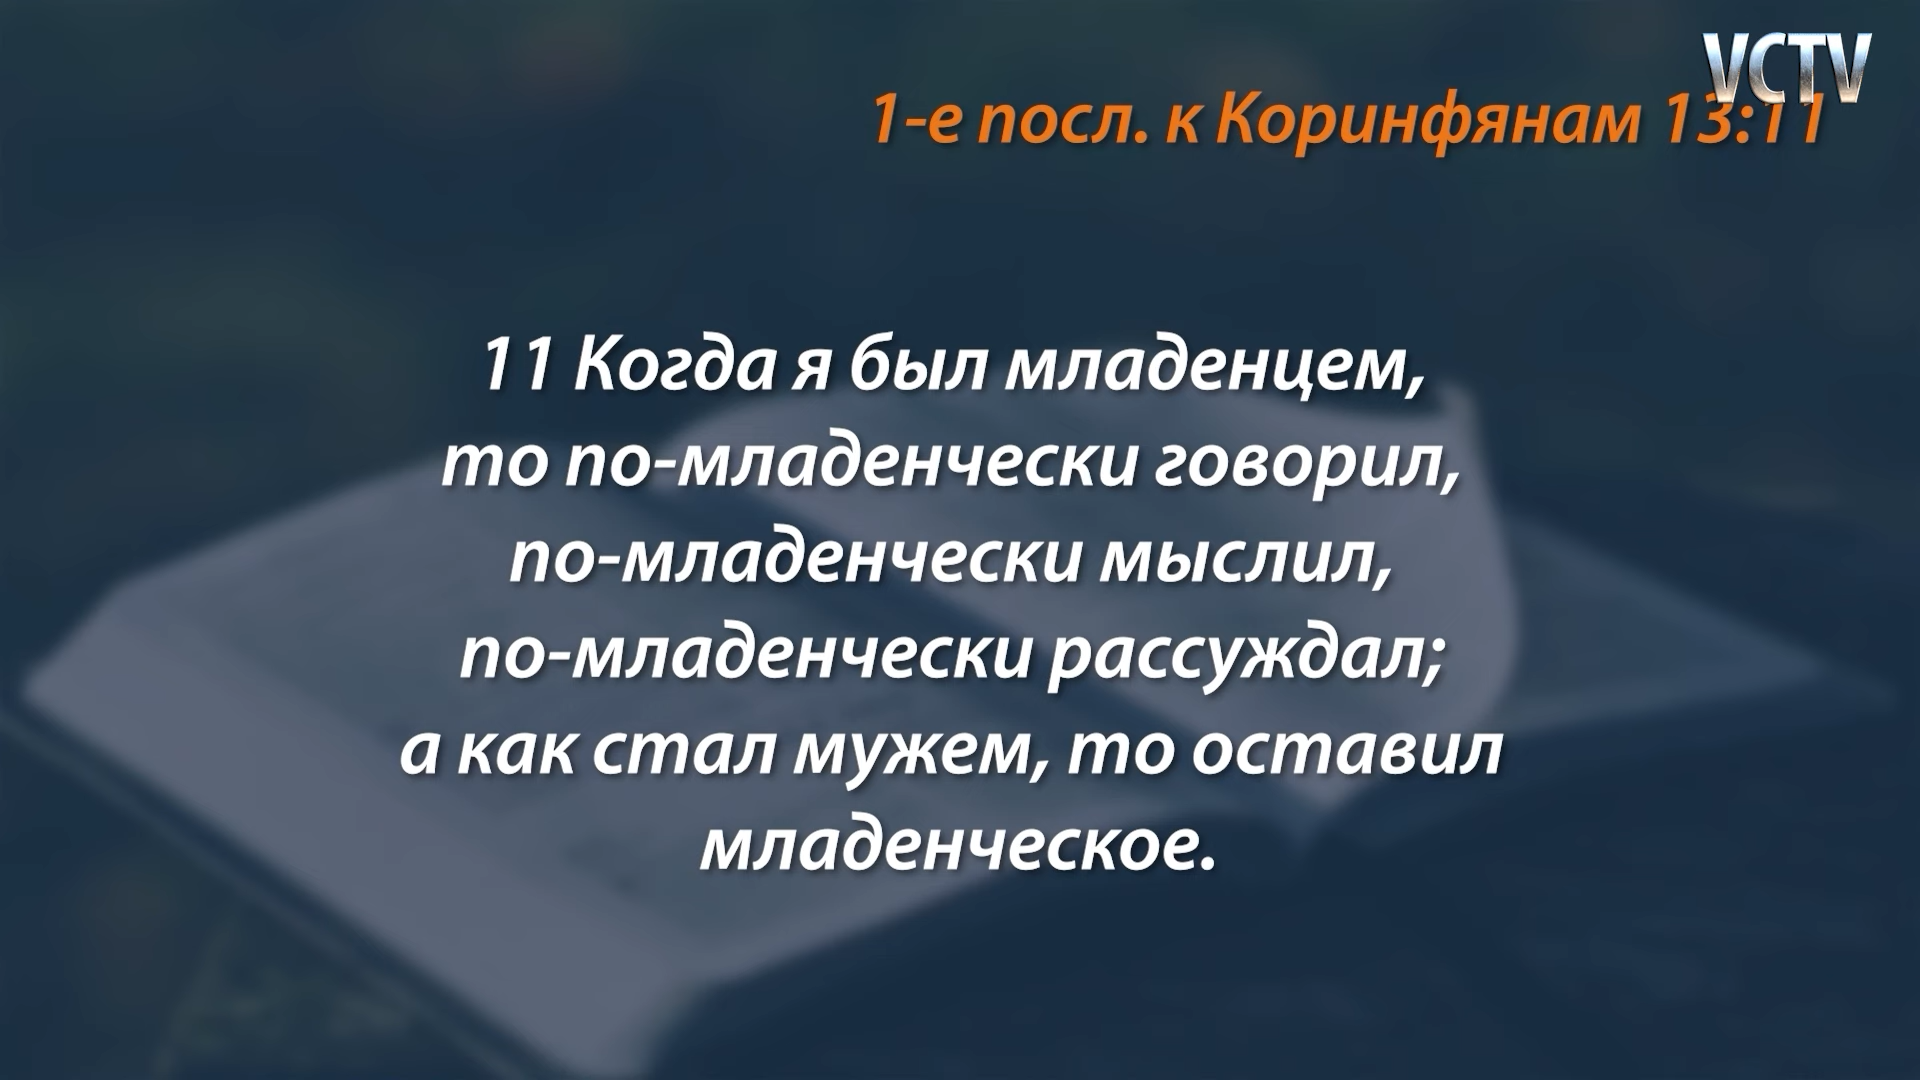 VCTV
1-е посл. к Коринфянам 13:11
11 Когда я был младенцем,
то по-младенчески говорил,
по-младенчески мыслил,
по-младенчески рассуждал;
а как стал мужем, то оставил
младенческое.